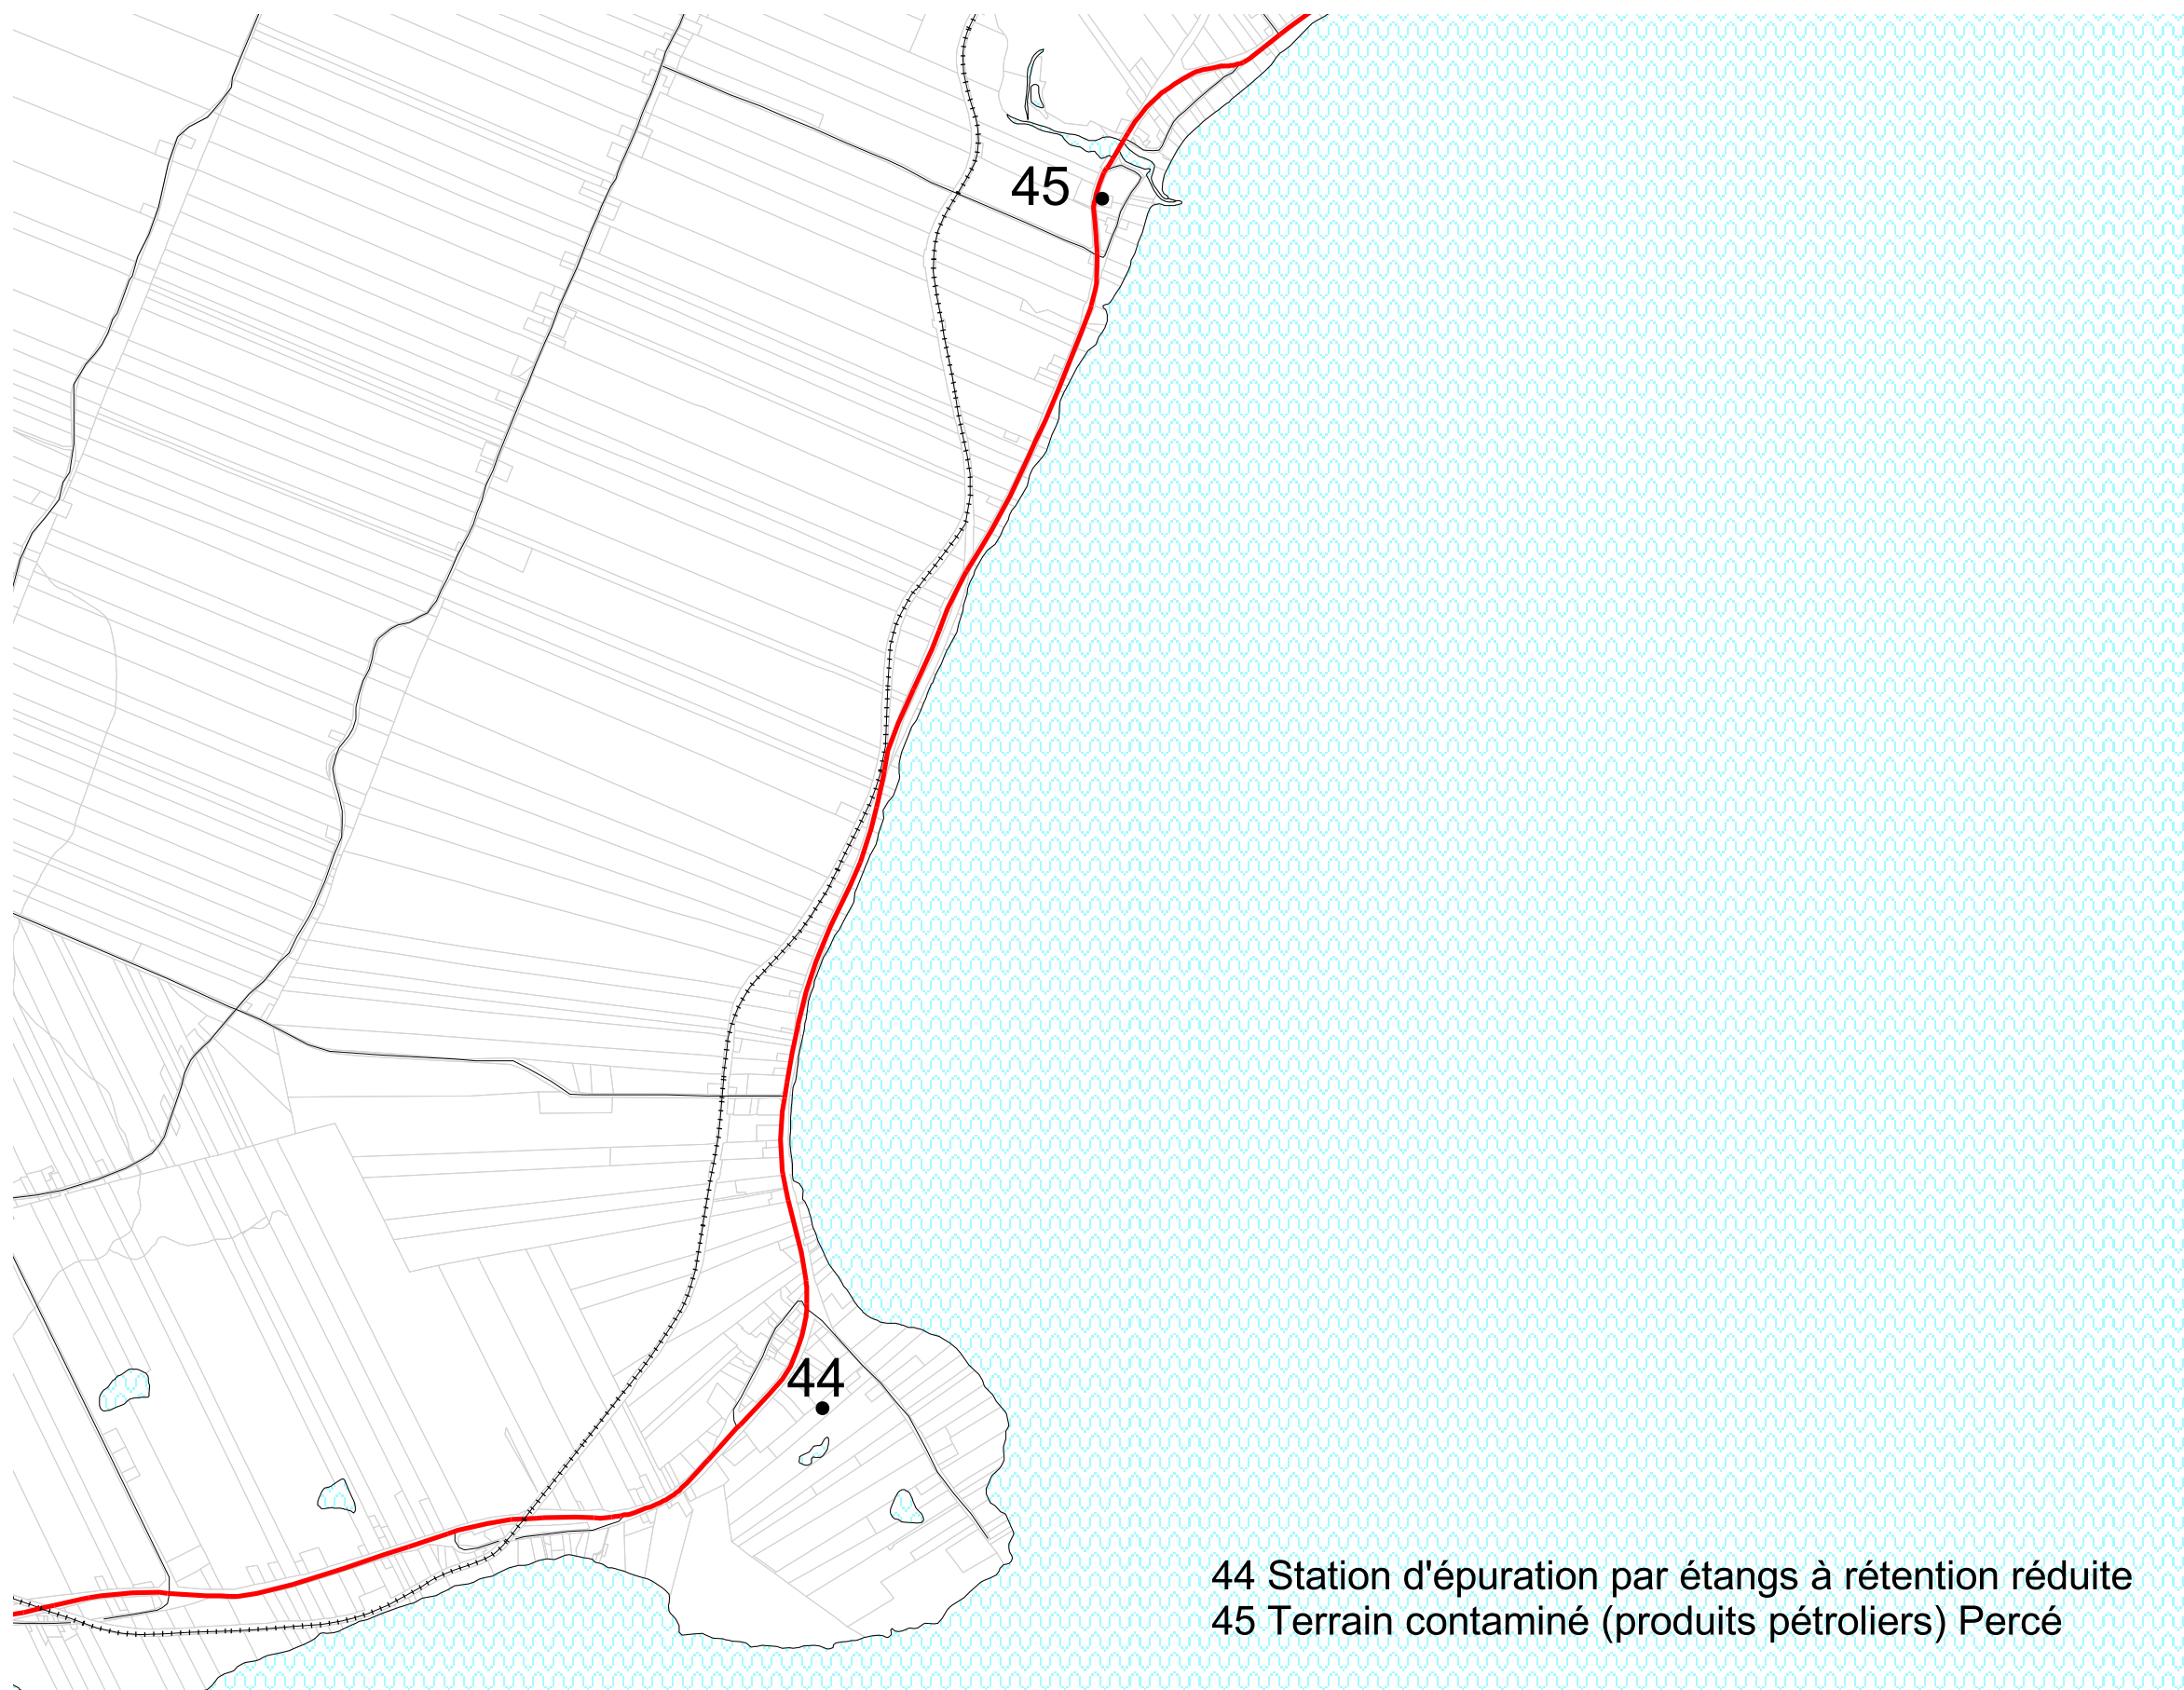 45
44
44 Station d'épuration par étangs à rétention réduite
45 Terrain contaminé (produits pétroliers) Percé